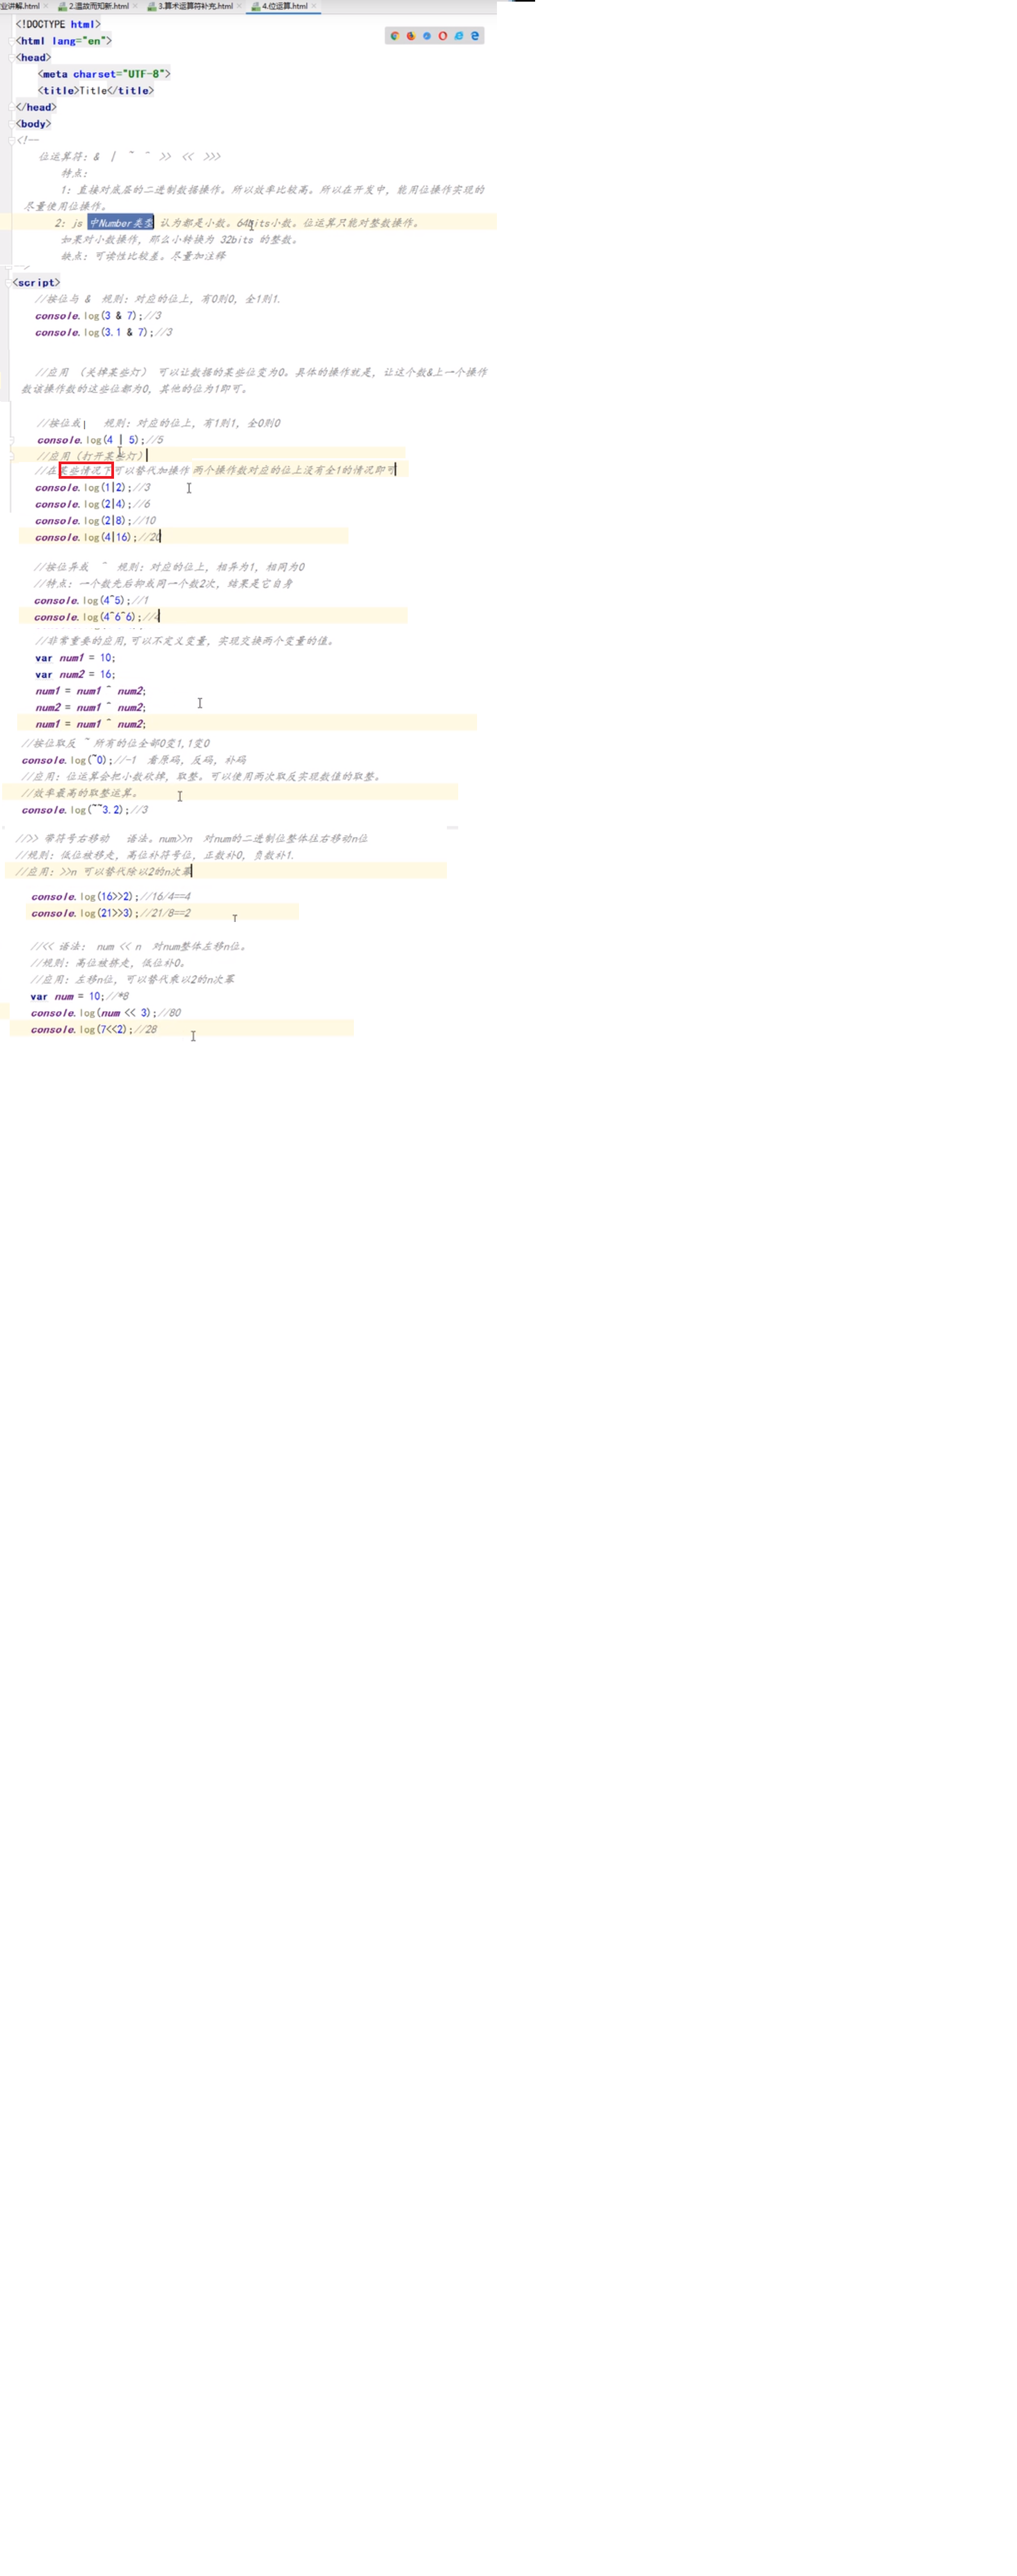 业讲解.html 2.温故而知新.html 3.算术运算符补充.html 4.位运算.html
<!DOCTYPE html>
<html lang="en">
<head>
<meta charset="UTF-8">
<title>Title</title>
</head>
<body>
<!--
位运算符: & | ~ ^ >> << >>>
特点:
1: 直接对底层的二进制数据操作。所以效率比较高。所以在开发中, 能用位操作实现的
尽量使用位操作。
2: js 中Number类型 认为都是小数。64bits小数。位运算只能对整数操作。
如果对小数操作, 那么小转换为 32bits 的整数。
缺点: 可读性比较差。尽量加注释
<script>
//按位与 & 规则: 对应的位上, 有0则0, 全1则1.
console.log(3 & 7);//3
console.log(3.1 & 7);//3
//应用 (关掉某些灯) 可以让数据的某些位变为0。具体的操作就是, 让这个数&上一个操作
数该操作数的这些位都为0, 其他的位为1即可。
//按位或| 规则: 对应的位上, 有1则1, 全0则0
console.log(4 | 5);//5
//应用 (打开某些灯)
//在某些情况下可以替代加操作 两个操作数对应的位上没有全1的情况即可
console.log(1|2);//3
console.log(2|4);//6
console.log(2|8);//10
console.log(4|16);//20
//按位异或 ^ 规则: 对应的位上, 相异为1, 相同为0
//特点: 一个数先后抑或同一个数2次, 结果是它自身
console.log(4^5);//1
console.log(4^6^6);//4
//非常重要的应用,可以不定义变量, 实现交换两个变量的值。
var num1 = 10;
var num2 = 16;
num1 = num1 ^ num2;
num2 = num1 ^ num2;
num1 = num1 ^ num2;
//按位取反 ~ 所有的位全部0变1,1变0
console.log(~0);//-1 看原码, 反码, 补码
//应用: 位运算会把小数砍掉, 取整。可以使用两次取反实现数值的取整。
//效率最高的取整运算。
console.log(~~3.2);//3
//>> 带符号右移动 语法。num>>n 对num的二进制位整体往右移动n位
//规则: 低位被移走, 高位补符号位, 正数补0, 负数补1.
//应用: >>n 可以替代除以2的n次幂
console.log(16>>2);//16/4==4
console.log(21>>3);//21/8==2
//<< 语法: num << n 对num整体左移n位。
//规则: 高位被挤走, 低位补0。
//应用: 左移n位, 可以替代乘以2的n次幂
var num = 10;//*8
console.log(num << 3);//80
console.log(7<<2);//28